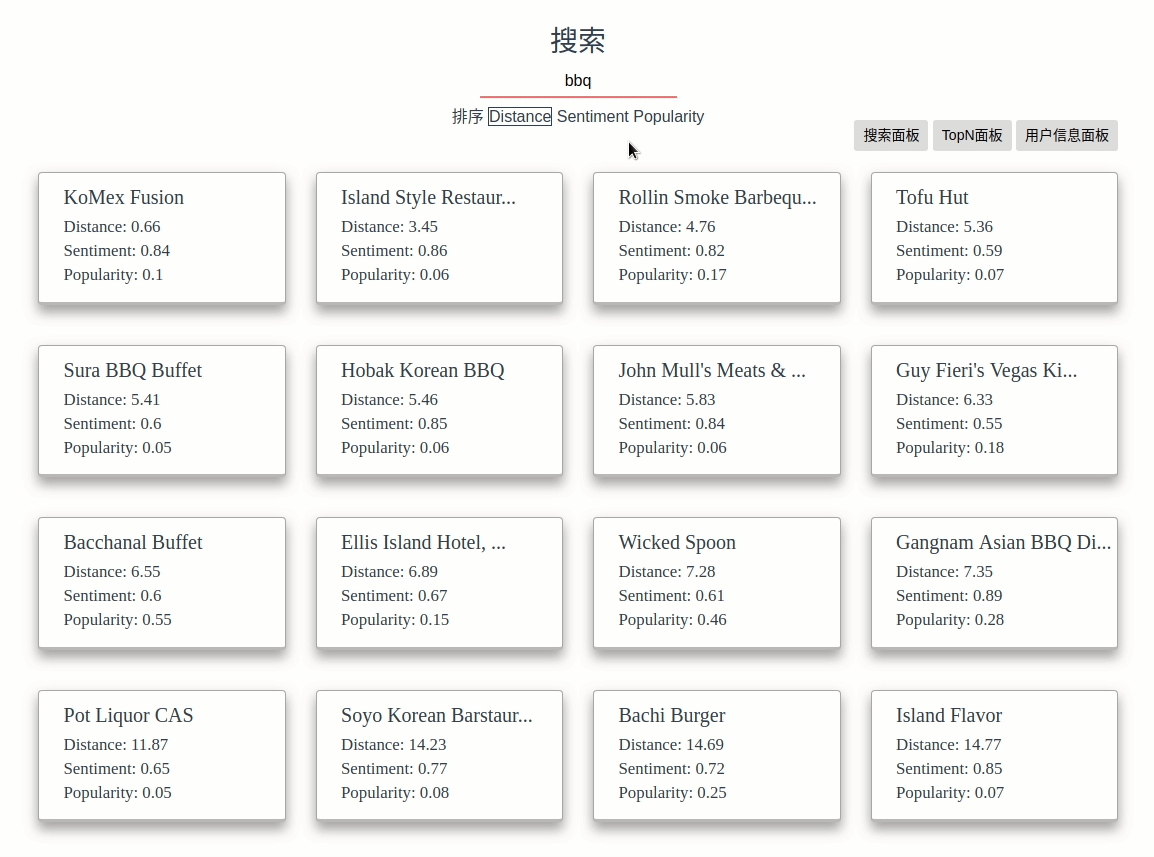 搜索
bbq
排序 Distance Sentiment Popularity
搜索面板 TopN面板 用户信息面板
KoMex Fusion
Distance: 0.66
Sentiment: 0.84
Popularity: 0.1
Island Style Restaur...
Distance: 3.45
Sentiment: 0.86
Popularity: 0.06
Rollin Smoke Barbequ...
Distance: 4.76
Sentiment: 0.82
Popularity: 0.17
Tofu Hut
Distance: 5.36
Sentiment: 0.59
Popularity: 0.07
Sura BBQ Buffet
Distance: 5.41
Sentiment: 0.6
Popularity: 0.05
Hobak Korean BBQ
Distance: 5.46
Sentiment: 0.85
Popularity: 0.06
John Mull's Meats & ...
Distance: 5.83
Sentiment: 0.84
Popularity: 0.06
Guy Fieri's Vegas Ki...
Distance: 6.33
Sentiment: 0.55
Popularity: 0.18
Bacchanal Buffet
Distance: 6.55
Sentiment: 0.6
Popularity: 0.55
Ellis Island Hotel, ...
Distance: 6.89
Sentiment: 0.67
Popularity: 0.15
Wicked Spoon
Distance: 7.28
Sentiment: 0.61
Popularity: 0.46
Gangnam Asian BBQ Di...
Distance: 7.35
Sentiment: 0.89
Popularity: 0.28
Pot Liquor CAS
Distance: 11.87
Sentiment: 0.65
Popularity: 0.05
Soyo Korean Barstaur...
Distance: 14.23
Sentiment: 0.77
Popularity: 0.08
Bachi Burger
Distance: 14.69
Sentiment: 0.72
Popularity: 0.25
Island Flavor
Distance: 14.77
Sentiment: 0.85
Popularity: 0.07